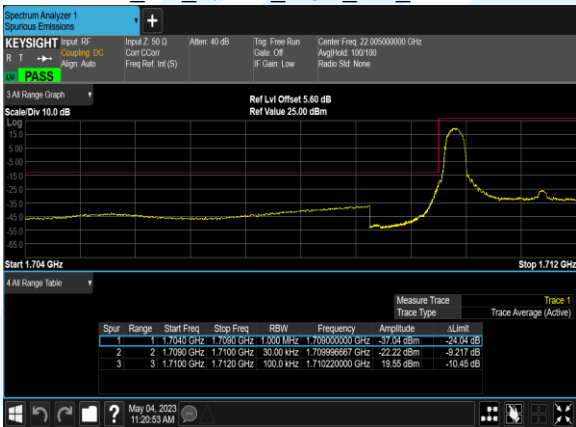 Spectrum Analyzer 1
Spurious Emissions
+
KEYSIGHT Input: RF Input Z: 50 Ω Atten: 40 dB Trig: Free Run Center Freq: 22.005000000 GHz
R T Coupling: DC Corr CCorr Gate: Off Avg|Hold: 100/100
Align: Auto Freq Ref: Int (S) IF Gain: Low Radio Std: None
PASS
3 All Range Graph
Ref Lvl Offset 5.60 dB
Scale/Div 10.0 dB Ref Value 25.00 dBm
Log
15.0
5.00
-5.00
-15.0
-25.0
-35.0
-45.0
-55.0
-65.0
Start 1.704 GHz Stop 1.712 GHz
4 All Range Table
Measure Trace Trace 1
Trace Type Trace Average (Active)
Spur Range Start Freq Stop Freq RBW Frequency Amplitude ΔLimit
1 1 1.7040 GHz 1.7090 GHz 1.000 MHz 1.709000000 GHz -37.04 dBm -24.04 dB
2 2 1.7090 GHz 1.7100 GHz 30.00 kHz 1.709996667 GHz -22.22 dBm -9.217 dB
3 3 1.7100 GHz 1.7120 GHz 100.0 kHz 1.710220000 GHz 19.55 dBm -10.45 dB
? May 04, 2023
11:20:53 AM